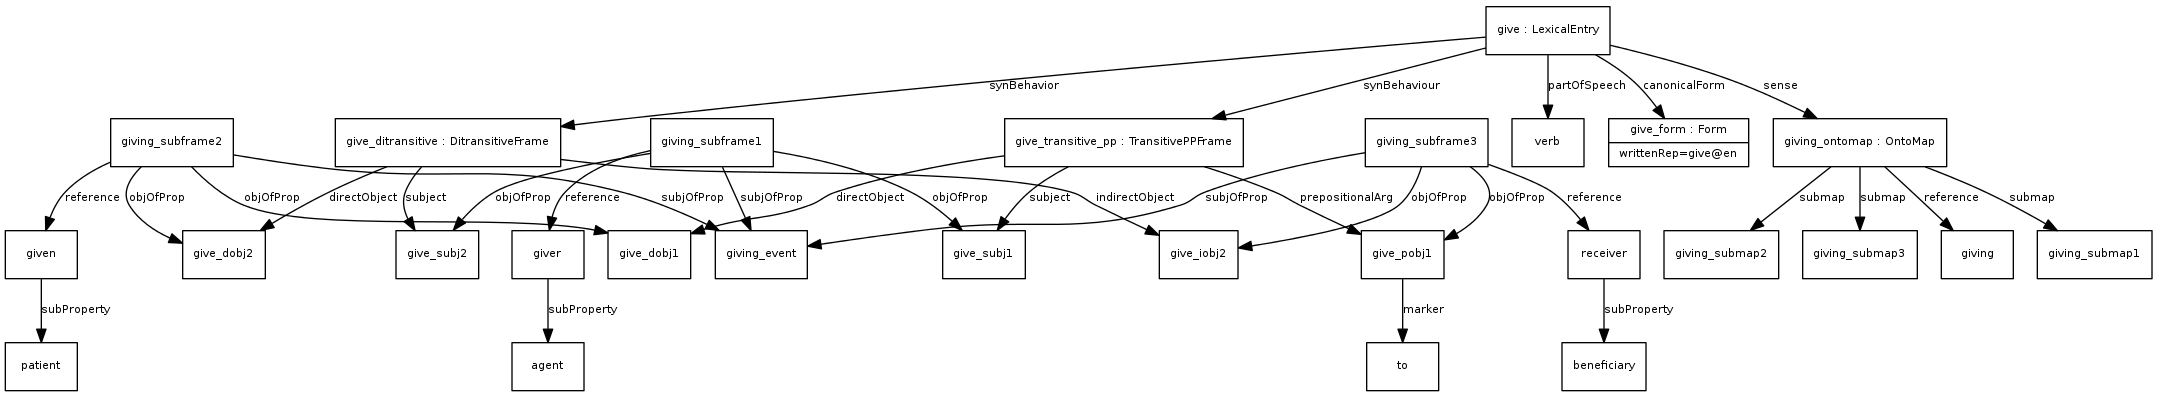 give : LexicalEntry
synBehavior
synBehaviour
partOfSpeech
canonicalForm
sense
giving_subframe2
give_ditransitive : DitransitiveFrame
giving_subframe1
give_transitive_pp : TransitivePPFrame
giving_subframe3
verb
give_form : Form
writtenRep=give@en
giving_ontomap : OntoMap
reference
objOfProp
objOfProp
directObject
subject
objOfProp
reference
subjOfProp
subjOfProp
directObject
objOfProp
subject
indirectObject
subjOfProp
prepositionalArg
objOfProp
objOfProp
reference
submap
submap
reference
submap
given
give_dobj2
give_subj2
giver
give_dobj1
giving_event
give_subj1
give_iobj2
give_pobj1
receiver
giving_submap2
giving_submap3
giving
giving_submap1
subProperty
subProperty
marker
subProperty
patient
agent
to
beneficiary